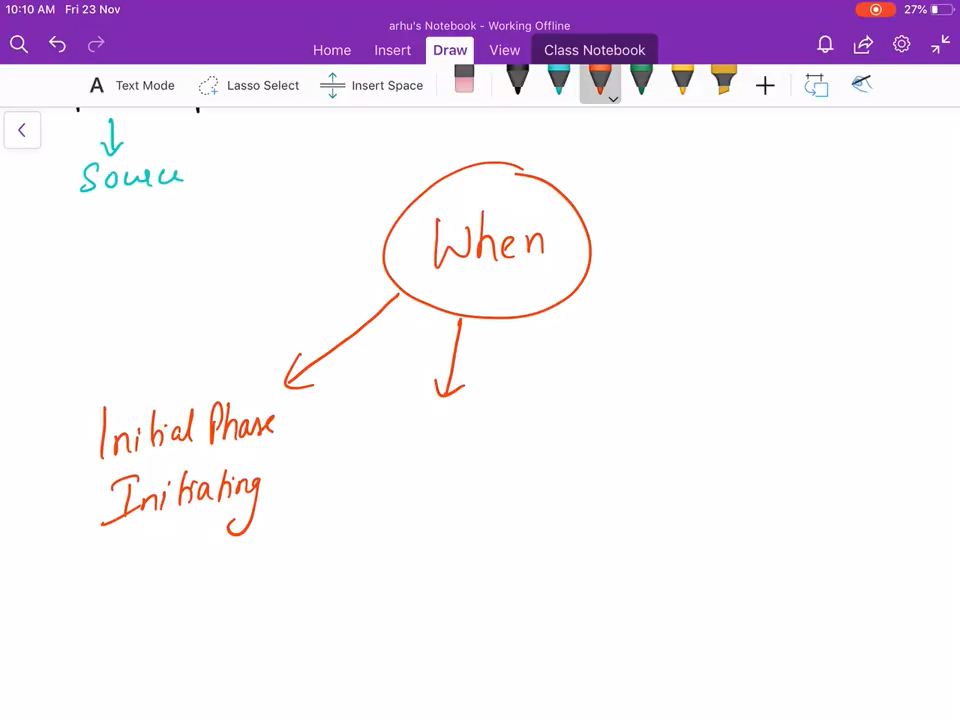 10:10 AM Fri 23 Nov
27%
arhu's Notebook - Working Offline
Home Insert Draw View Class Notebook
A Text Mode Lasso Select Insert Space
Source
When
Initial Phase
Initiating